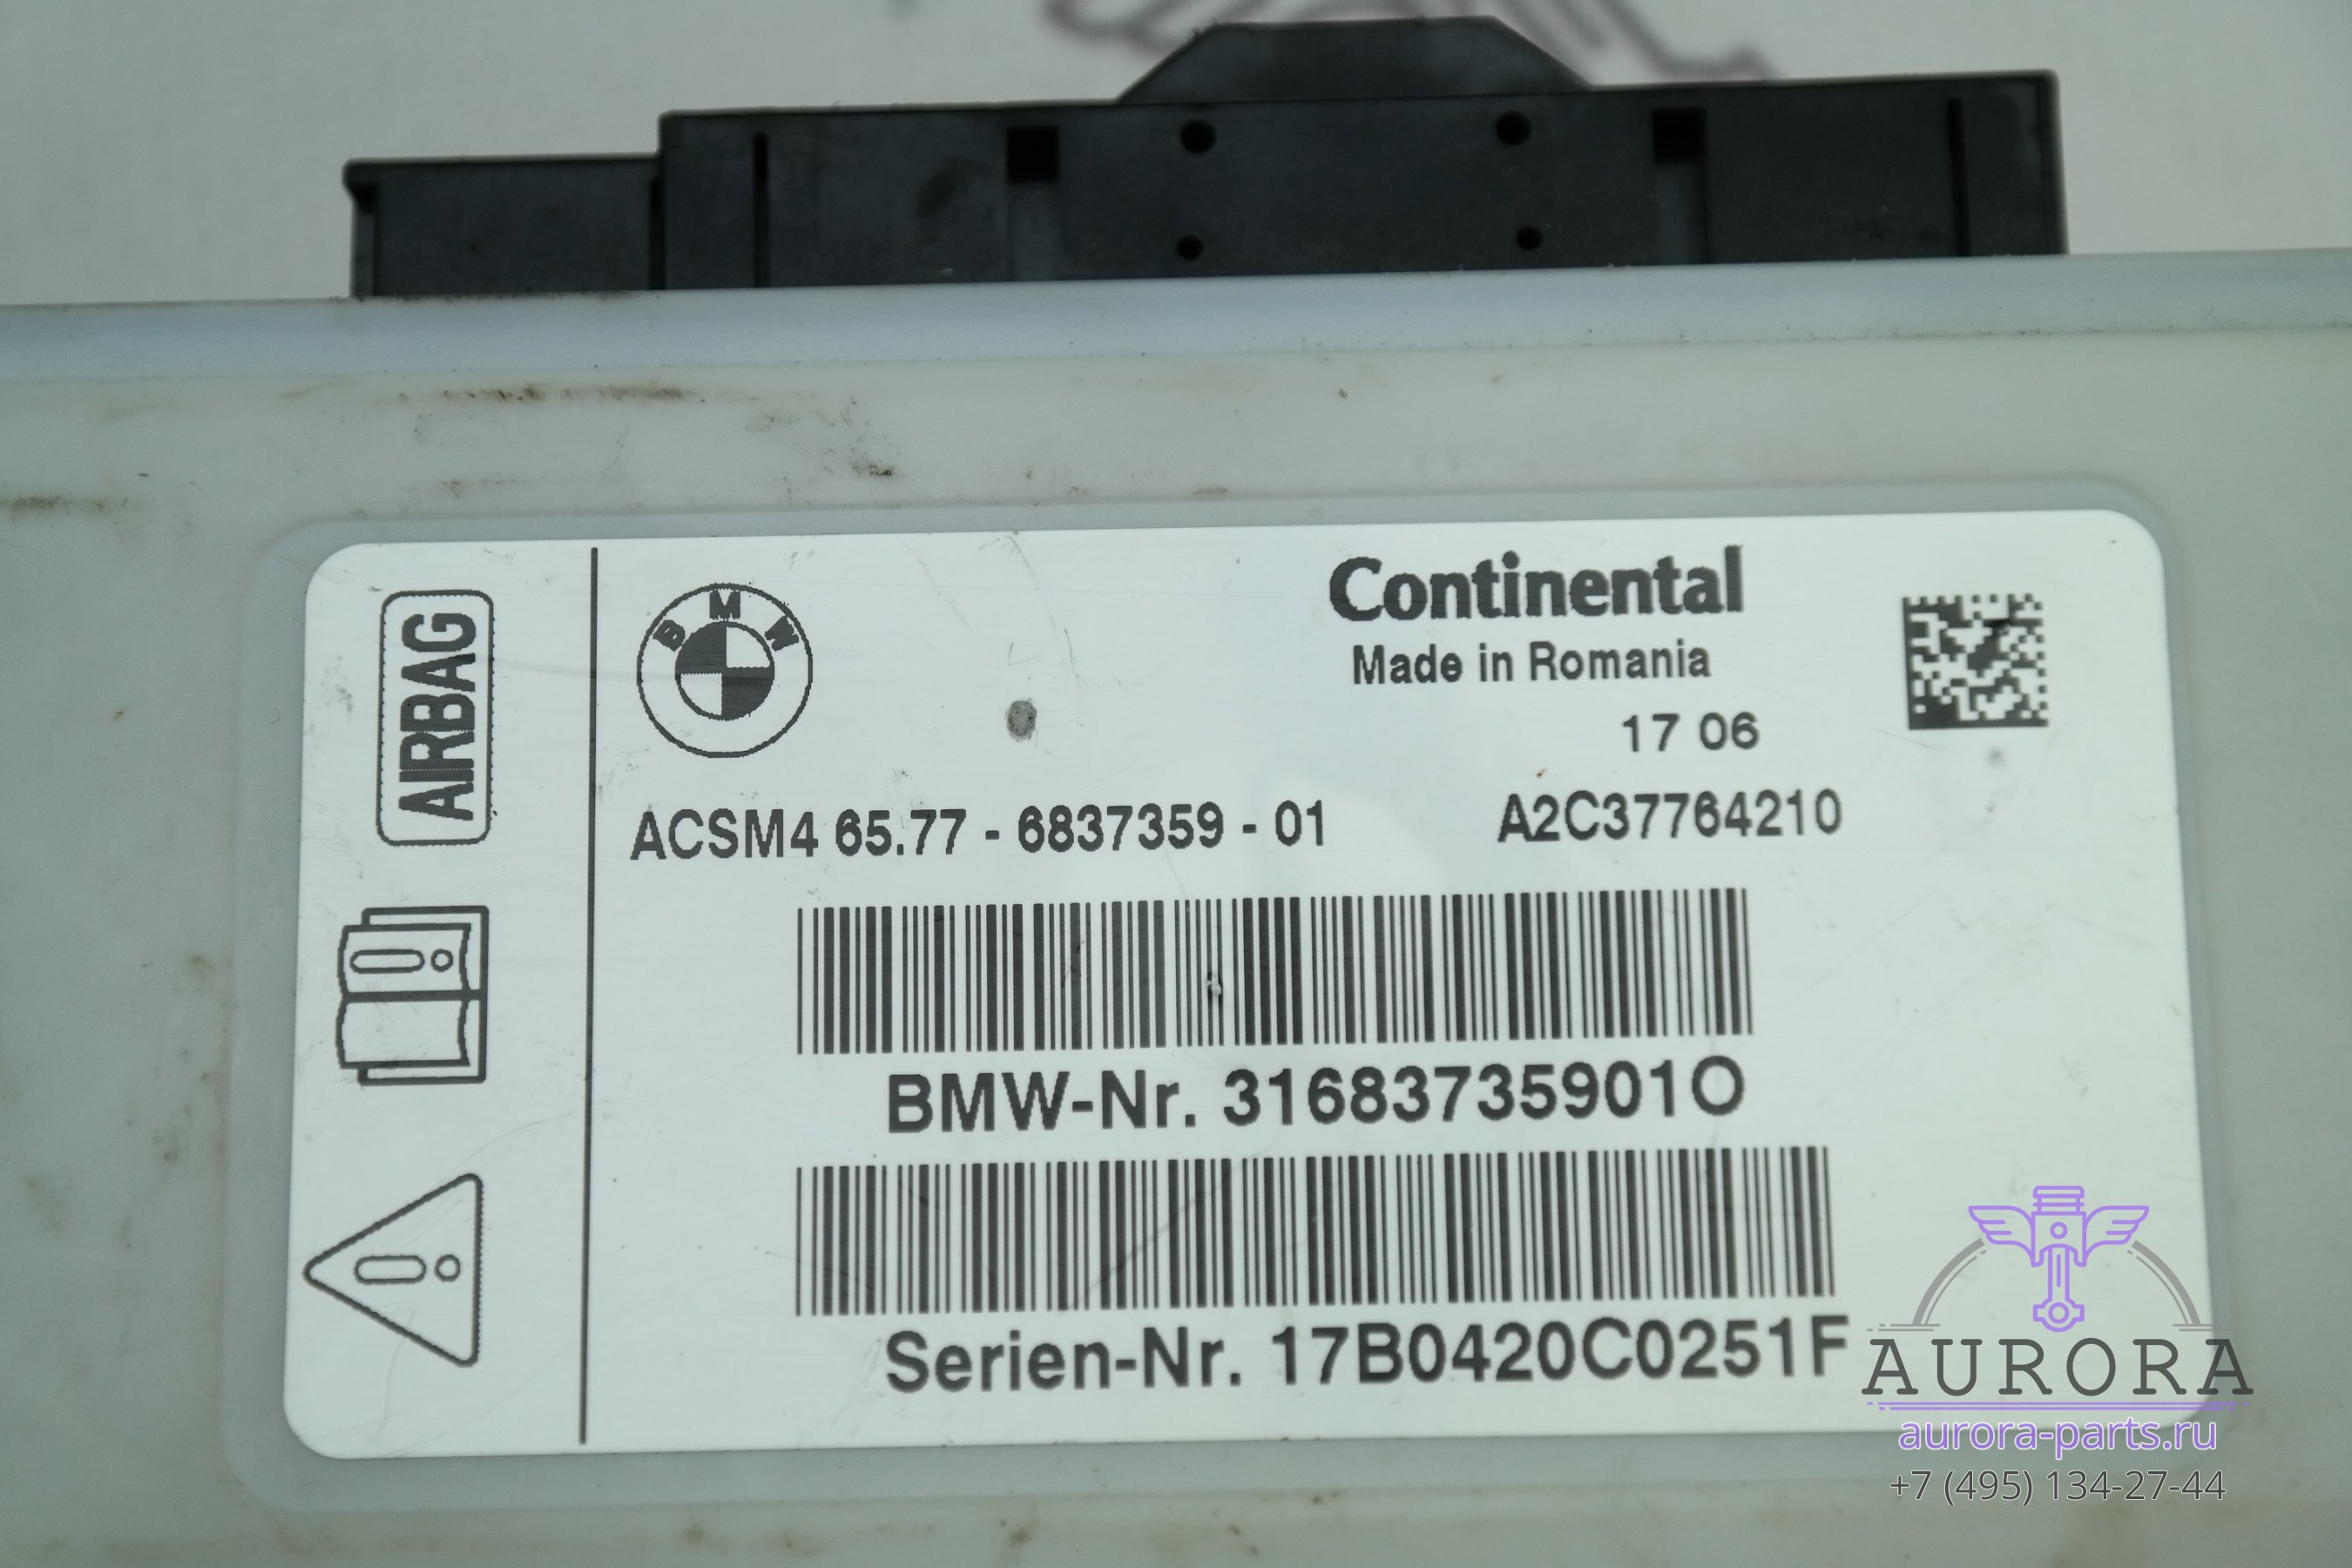 AIRBAG
BMW
Continental
Made in Romania
17 06
ACSM4 65.77 - 6837359 - 01
A2C37764210
BMW-Nr. 31683735901O
Serien-Nr. 17B0420C0251F
AURORA
aurora-parts.ru
+7 (495) 134-27-44